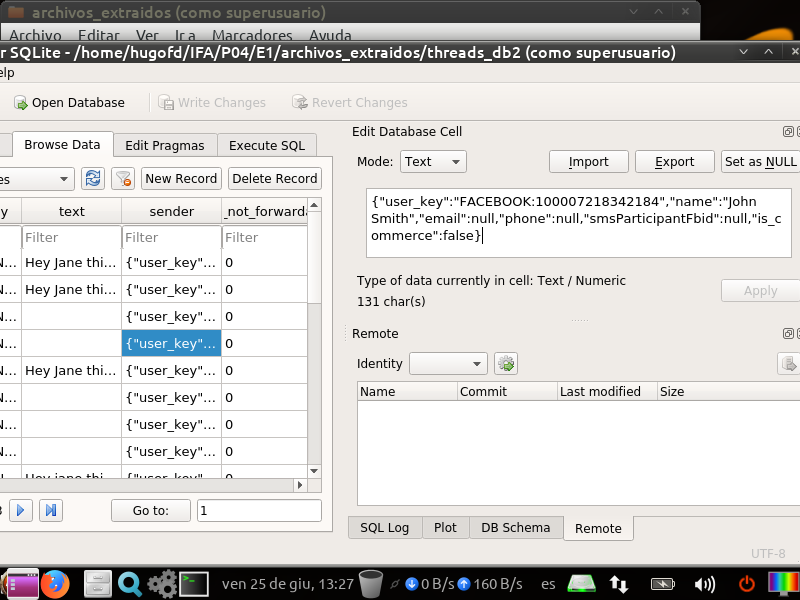 archivos_extraidos (como superusuario)
Archivo Editar Ver Ir a Marcadores Ayuda
r SQLite - /home/hugofd/IFA/P04/E1/archivos_extraidos/threads_db2 (como superusuario)
elp
Open Database Write Changes Revert Changes
Browse Data Edit Pragmas Execute SQL
es New Record Delete Record
y text sender _not_forwarda
Filter Filter Filter
N... Hey Jane thi... {"user_key"... 0
N... Hey Jane thi... {"user_key"... 0
N... {"user_key"... 0
N... {"user_key"... 0
N... Hey Jane thi... {"user_key"... 0
N... {"user_key"... 0
N... {"user_key"... 0
N... {"user_key"... 0
Hey jane thi... {"user_key"... 0
Go to: 1
Edit Database Cell
Mode: Text Import Export Set as NULL
{"user_key":"FACEBOOK:100007218342184","name":"John
Smith","email":null,"phone":null,"smsParticipantFbid":null,"is_c
ommerce":false}
Type of data currently in cell: Text / Numeric
131 char(s)
Apply
Remote
Identity
Name Commit Last modified Size
SQL Log Plot DB Schema Remote
UTF-8
ven 25 de giu, 13:27 0 B/s 160 B/s es